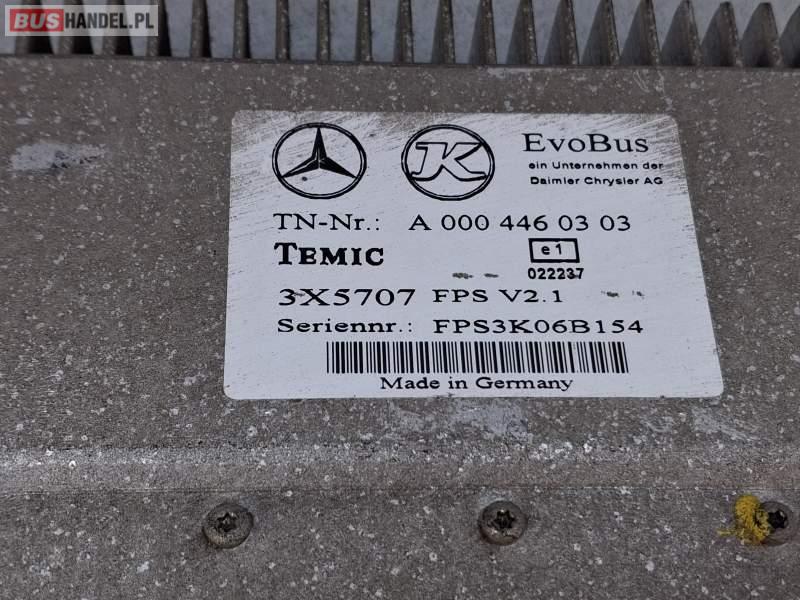 BUSHANDEL.PL
K
EvoBus
ein Unternehmen der
Daimler Chrysler AG
TN-Nr.: A 000 446 03 03
TEMIC
e1
022237
3X5707 FPS V2.1
Seriennr.: FPS3K06B154
Made in Germany